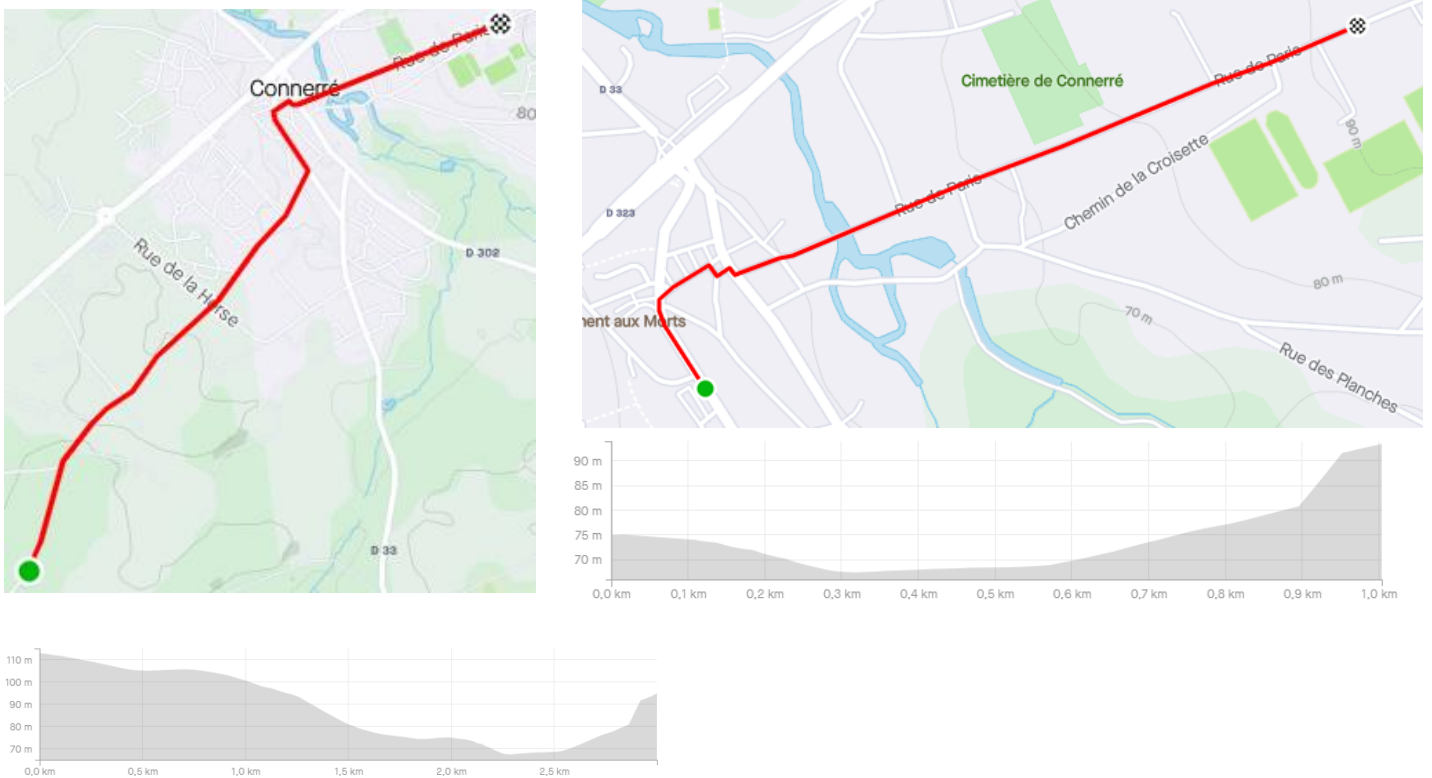 Rue de Paris
Connerré
80
D 302
Rue de la Herse
D 33
D 33
Cimetière de Connerré
Rue de Paris
90 m
Chemin de la Croisette
Rue de Paris
D 323
80 m
70 m
nent aux Morts
Rue des Planches
90 m
85 m
80 m
75 m
70 m
0,0 km 0,1 km 0,2 km 0,3 km 0,4 km 0,5 km 0,6 km 0,7 km 0,8 km 0,9 km 1,0 km
110 m
100 m
90 m
80 m
70 m
0,0 km 0,5 km 1,0 km 1,5 km 2,0 km 2,5 km